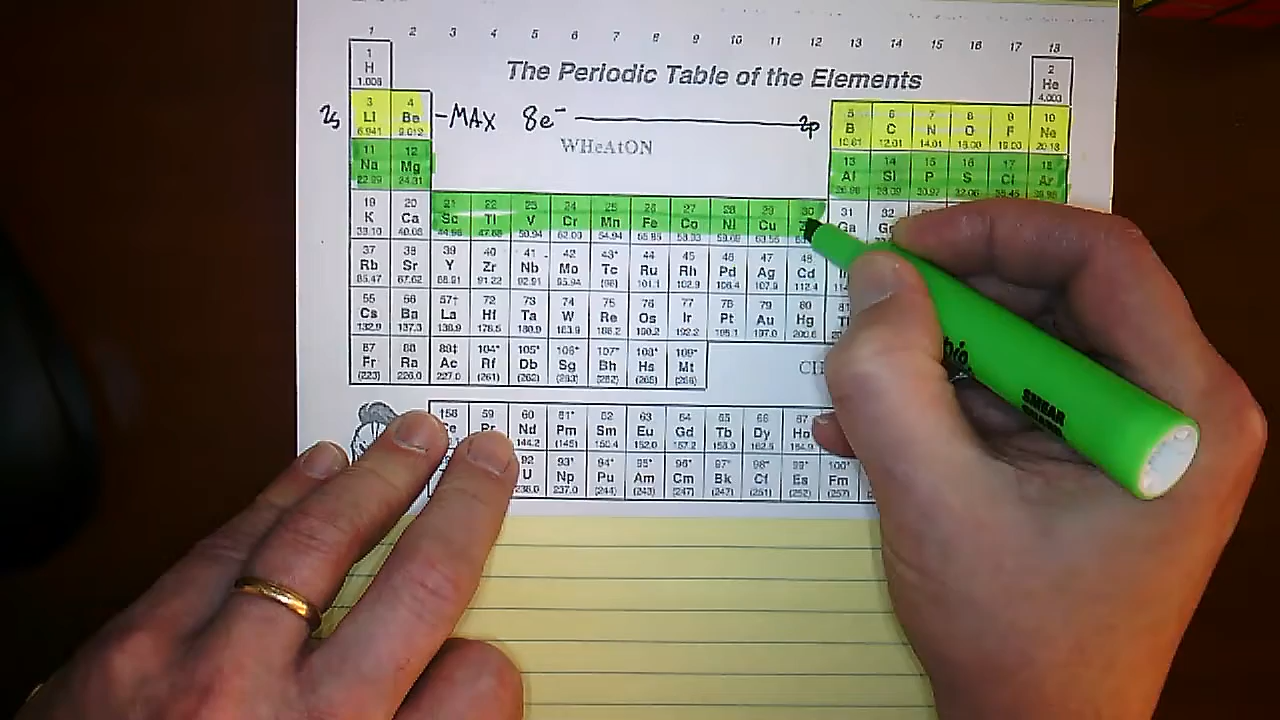 1 2 3 4 5 6 7 8 9 10 11 12 13 14 15 16 17 18
The Periodic Table of the Elements
1 2
H He
1.008 4.003
2s 3 4 -MAX 8e⁻ 2p 5 6 7 8 9 10
Li Be B C N O F Ne
6.941 9.012 10.81 12.01 14.01 16.00 19.00 20.18
WHeAtON
11 12 13 14 15 16 17 18
Na Mg Al Si P S Cl Ar
22.99 24.31 26.98 28.09 30.97 32.06 35.45 39.95
19 20 21 22 23 24 25 26 27 28 29 30 31 32
K Ca Sc Ti V Cr Mn Fe Co Ni Cu Ga
39.10 40.08 44.96 47.88 50.94 52.00 54.94 55.85 58.93 58.69 63.55
37 38 39 40 41 42 43* 44 45 46 47 48
Rb Sr Y Zr Nb Mo Tc Ru Rh Pd Ag Cd
85.47 87.62 88.91 91.22 92.91 95.94 (98) 101.1 102.9 106.4 107.9 112.4
55 56 57† 72 73 74 75 76 77 78 79 80 81
Cs Ba La Hf Ta W Re Os Ir Pt Au Hg
132.9 137.3 138.9 178.5 180.9 183.9 186.2 190.2 192.2 195.1 197.0 200.6
87 88 89‡ 104* 105* 106* 107* 108* 109*
Fr Ra Ac Rf Db Sg Bh Hs Mt
(223) 226.0 227.0 (261) (262) (263) (262) (265) (266)
†58 59 60 61* 62 63 64 65 66 67
Pr Nd Pm Sm Eu Gd Tb Dy Ho
144.2 (145) 150.4 152.0 157.2 158.9 162.5 164.9
92 93* 94* 95* 96* 97* 98* 99* 100*
U Np Pu Am Cm Bk Cf Es Fm
238.0 237.0 (244) (243) (247) (247) (251) (252) (257)
SMEAR